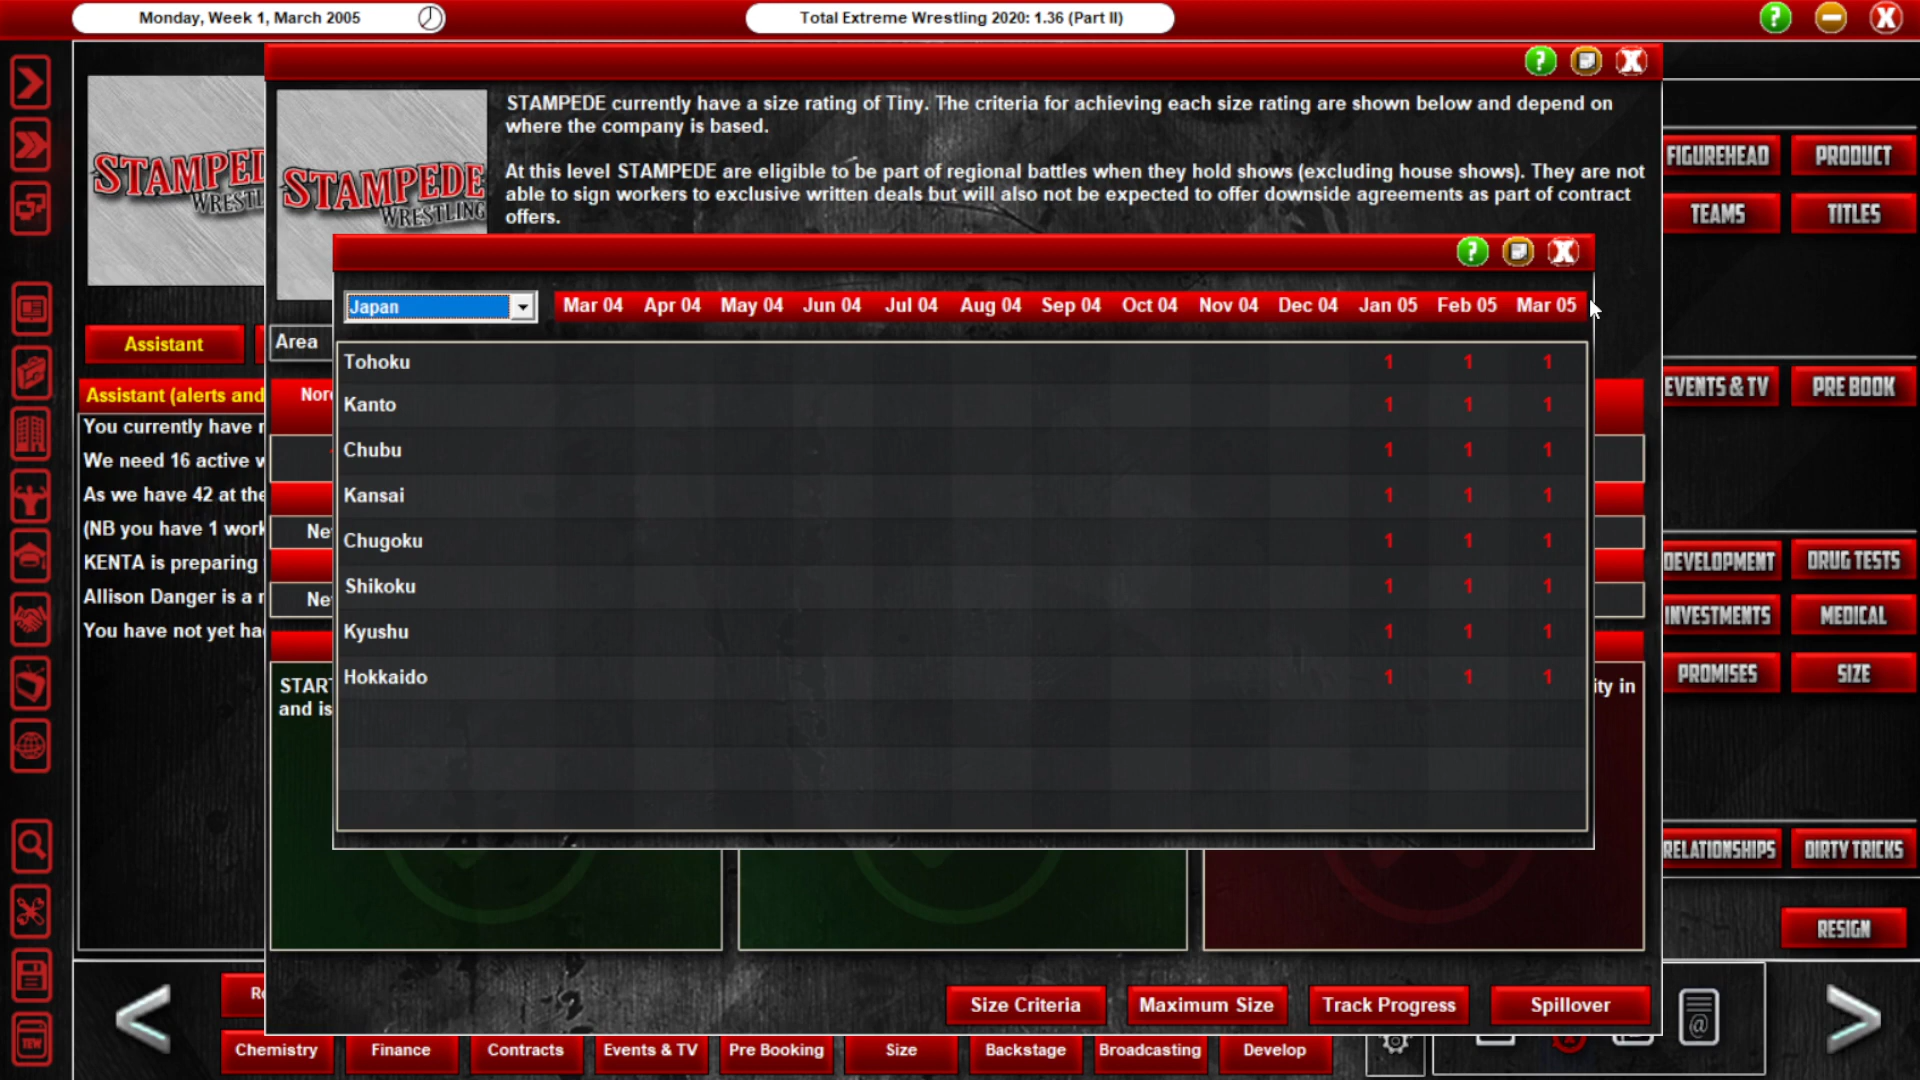 Monday, Week 1, March 2005
Total Extreme Wrestling 2020: 1.36 (Part II)
STAMPEDE currently have a size rating of Tiny. The criteria for achieving each size rating are shown below and depend on
where the company is based.
At this level STAMPEDE are eligible to be part of regional battles when they hold shows (excluding house shows). They are not
able to sign workers to exclusive written deals but will also not be expected to offer downside agreements as part of contract
offers.
STAMPEDE
WRESTLING
FIGUREHEAD PRODUCT
TEAMS TITLES
EVENTS & TV PRE BOOK
DEVELOPMENT DRUG TESTS
INVESTMENTS MEDICAL
PROMISES SIZE
RELATIONSHIPS DIRTY TRICKS
RESIGN
Assistant
Area
Assistant (alerts and
You currently have
We need 16 active
As we have 42 at the
(NB you have 1 work
KENTA is preparing
Allison Danger is a
You have not yet ha
Japan Mar 04 Apr 04 May 04 Jun 04 Jul 04 Aug 04 Sep 04 Oct 04 Nov 04 Dec 04 Jan 05 Feb 05 Mar 05
Tohoku 1 1 1
Kanto 1 1 1
Chubu 1 1 1
Kansai 1 1 1
Chugoku 1 1 1
Shikoku 1 1 1
Kyushu 1 1 1
Hokkaido 1 1 1
START
and is
ity in
Size Criteria Maximum Size Track Progress Spillover
Chemistry Finance Contracts Events & TV Pre Booking Size Backstage Broadcasting Develop
TEW